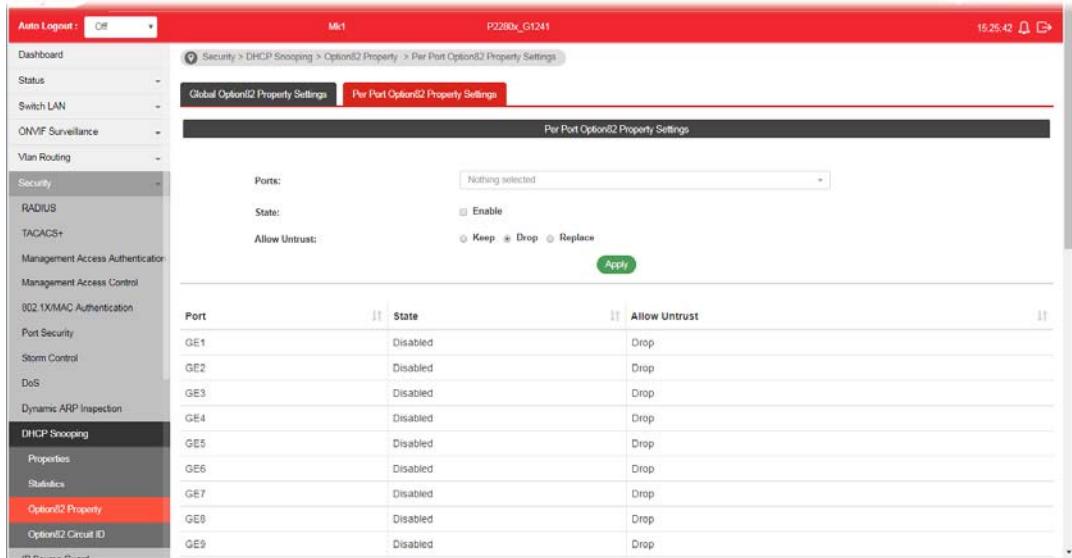 Auto Logout : Off Mk1 P2280x_G1241 15:25:42
Dashboard
Status
Switch LAN
ONVIF Surveillance
Vlan Routing
Security
RADIUS
TACACS+
Management Access Authentication
Management Access Control
802.1X/MAC Authentication
Port Security
Storm Control
DoS
Dynamic ARP Inspection
DHCP Snooping
Properties
Statistics
Option82 Property
Option82 Circuit ID
IP Source Guard
Security > DHCP Snooping > Option82 Property > Per Port Option82 Property Settings
Global Option82 Property Settings Per Port Option82 Property Settings
Per Port Option82 Property Settings
Ports: Nothing selected
State: Enable
Allow Untrust: Keep Drop Replace
Apply
Port State Allow Untrust
GE1 Disabled Drop
GE2 Disabled Drop
GE3 Disabled Drop
GE4 Disabled Drop
GE5 Disabled Drop
GE6 Disabled Drop
GE7 Disabled Drop
GE8 Disabled Drop
GE9 Disabled Drop